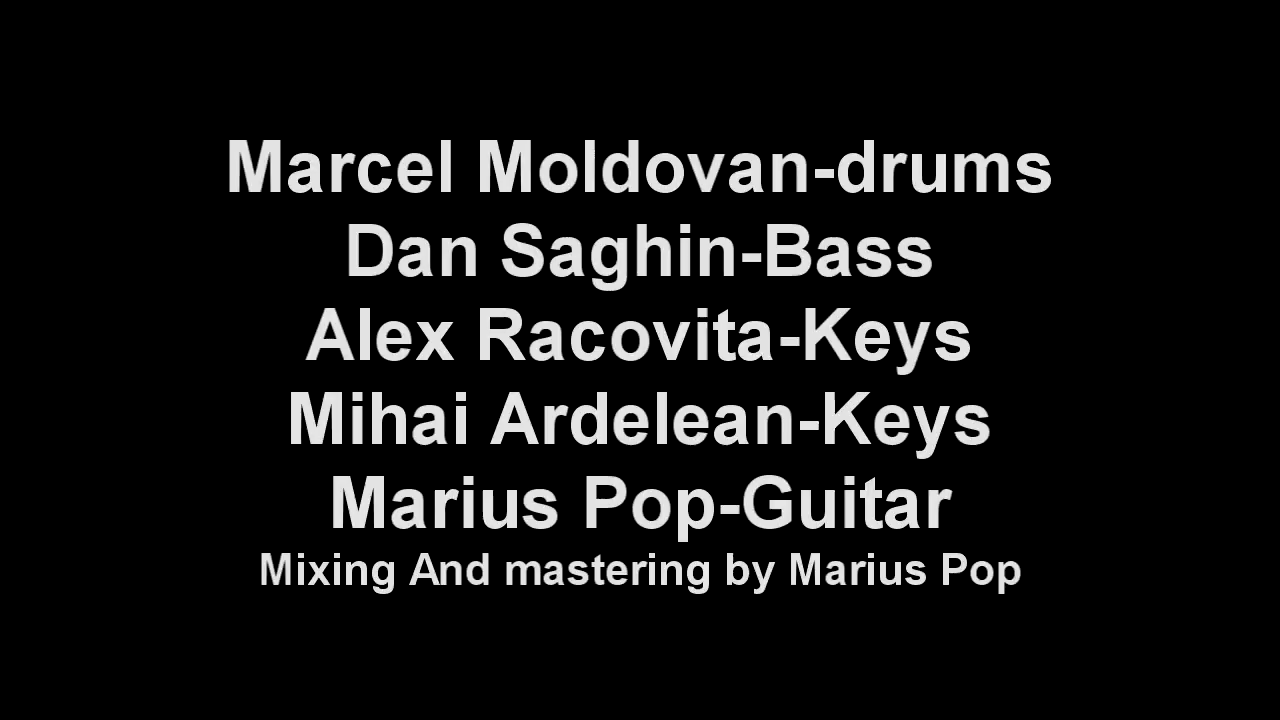 Marcel Moldovan-drums
Dan Saghin-Bass
Alex Racovita-Keys
Mihai Ardelean-Keys
Marius Pop-Guitar
Mixing And mastering by Marius Pop